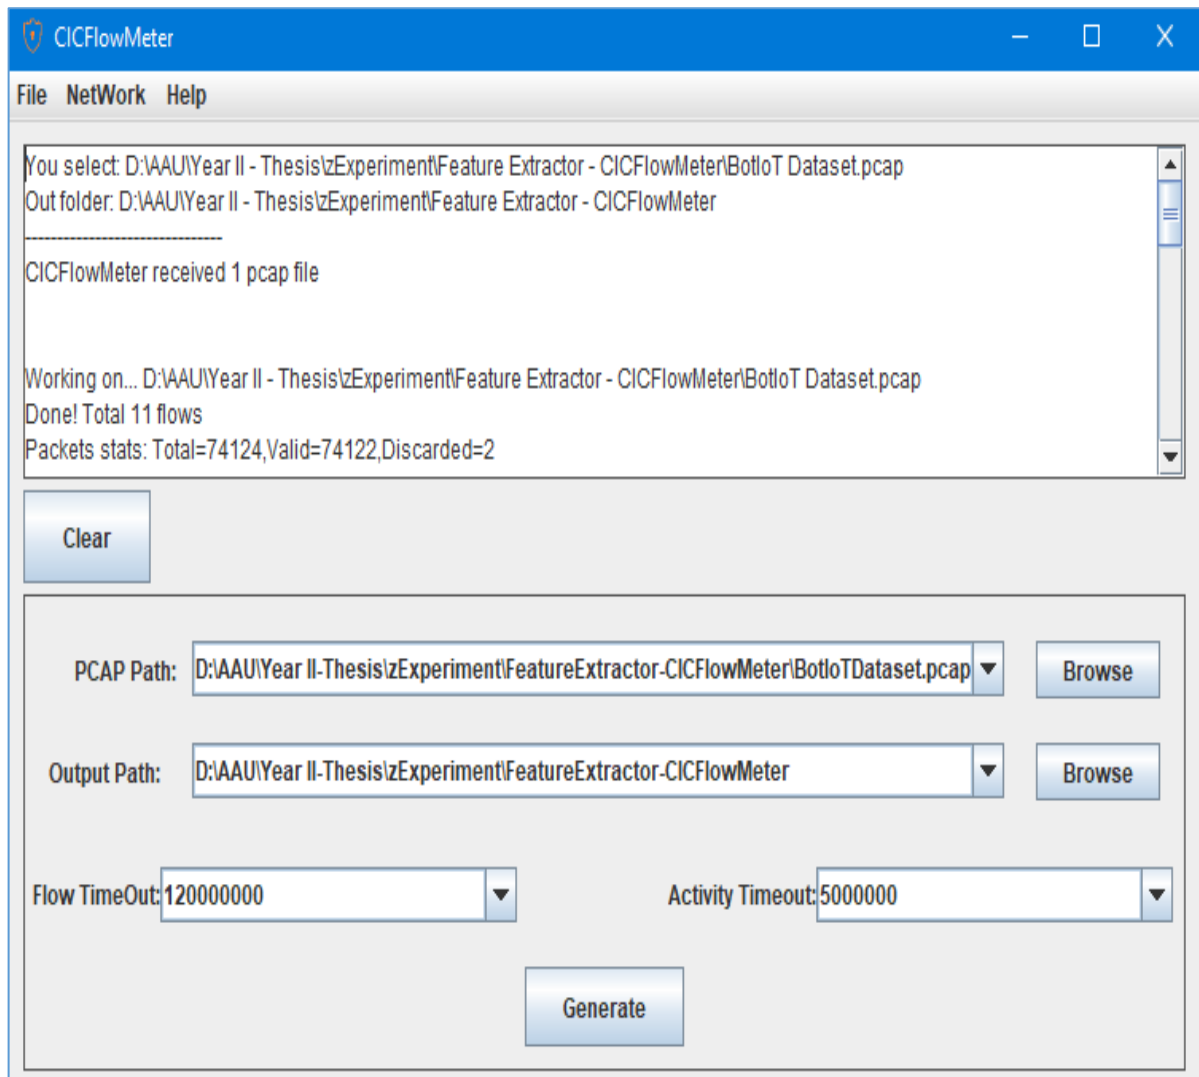 CICFlowMeter
File NetWork Help
You select: D:\AAU\Year II - Thesis\zExperiment\Feature Extractor - CICFlowMeter\BotIoT Dataset.pcap
Out folder: D:\AAU\Year II - Thesis\zExperiment\Feature Extractor - CICFlowMeter
-------------------------------
CICFlowMeter received 1 pcap file
Working on... D:\AAU\Year II - Thesis\zExperiment\Feature Extractor - CICFlowMeter\BotIoT Dataset.pcap
Done! Total 11 flows
Packets stats: Total=74124,Valid=74122,Discarded=2
Clear
PCAP Path: D:\AAU\Year II-Thesis\zExperiment\FeatureExtractor-CICFlowMeter\BotIoTDataset.pcap Browse
Output Path: D:\AAU\Year II-Thesis\zExperiment\FeatureExtractor-CICFlowMeter Browse
Flow TimeOut: 120000000 Activity Timeout: 5000000
Generate